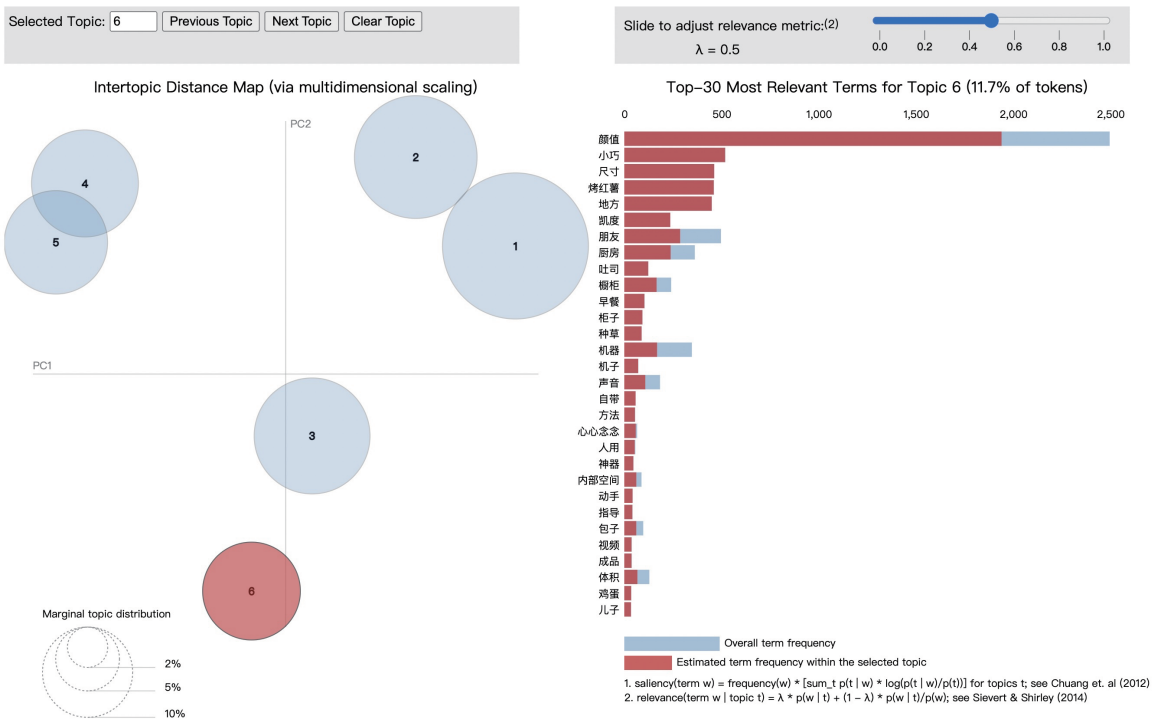 Selected Topic: 6 Previous Topic Next Topic Clear Topic
Slide to adjust relevance metric:(2)
λ = 0.5
0.0 0.2 0.4 0.6 0.8 1.0
Intertopic Distance Map (via multidimensional scaling)
PC2
PC1
1
2
3
4
5
6
Marginal topic distribution
2%
5%
10%
Top-30 Most Relevant Terms for Topic 6 (11.7% of tokens)
0 500 1,000 1,500 2,000 2,500
颜值
小巧
尺寸
烤红薯
地方
凯度
朋友
厨房
吐司
橱柜
早餐
柜子
种草
机器
机子
声音
自带
方法
心心念念
人用
神器
内部空间
动手
指导
包子
视频
成品
体积
鸡蛋
儿子
Overall term frequency
Estimated term frequency within the selected topic
1. saliency(term w) = frequency(w) * [sum_t p(t | w) * log(p(t | w)/p(t))] for topics t; see Chuang et. al (2012)
2. relevance(term w | topic t) = λ * p(w | t) + (1 - λ) * p(w | t)/p(w); see Sievert & Shirley (2014)